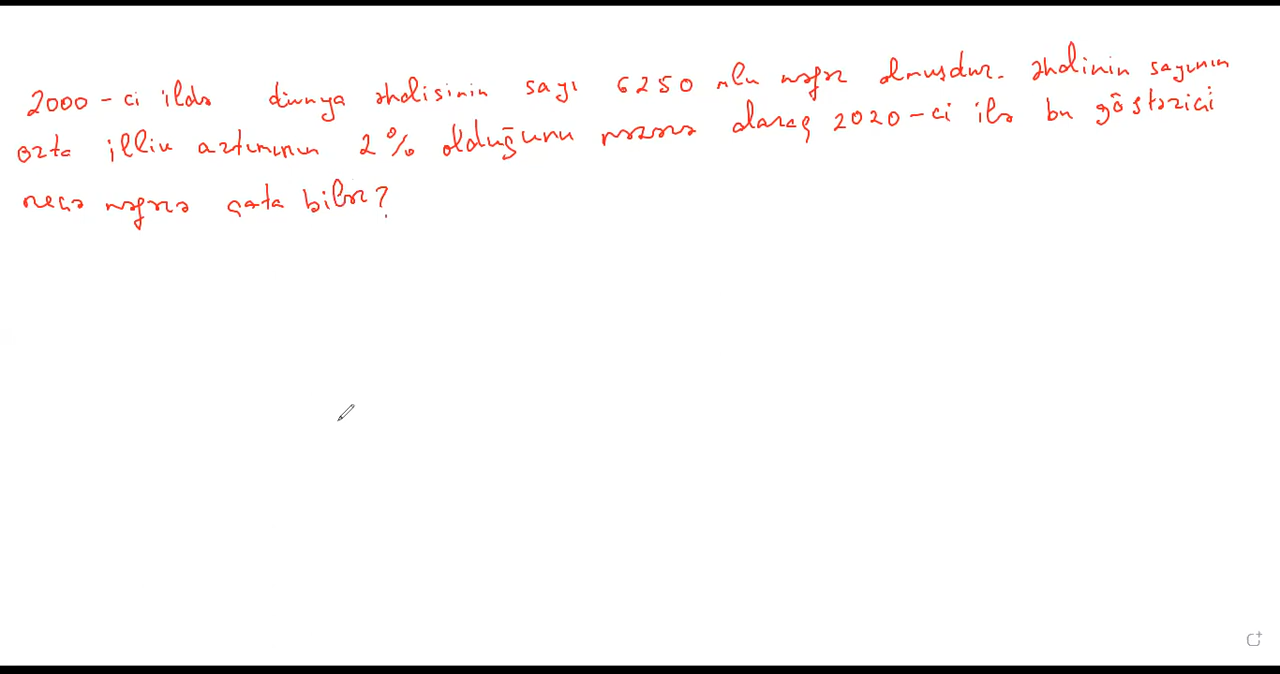 2000-ci ildə dünya əhalisinin sayı 6250 mln nəfər olmuşdur. Əhalinin sayının
orta illik artımının 2% olduğunu nəzərə alaraq 2020-ci ilə bu göstərici
neçə nəfərə çata bilər?